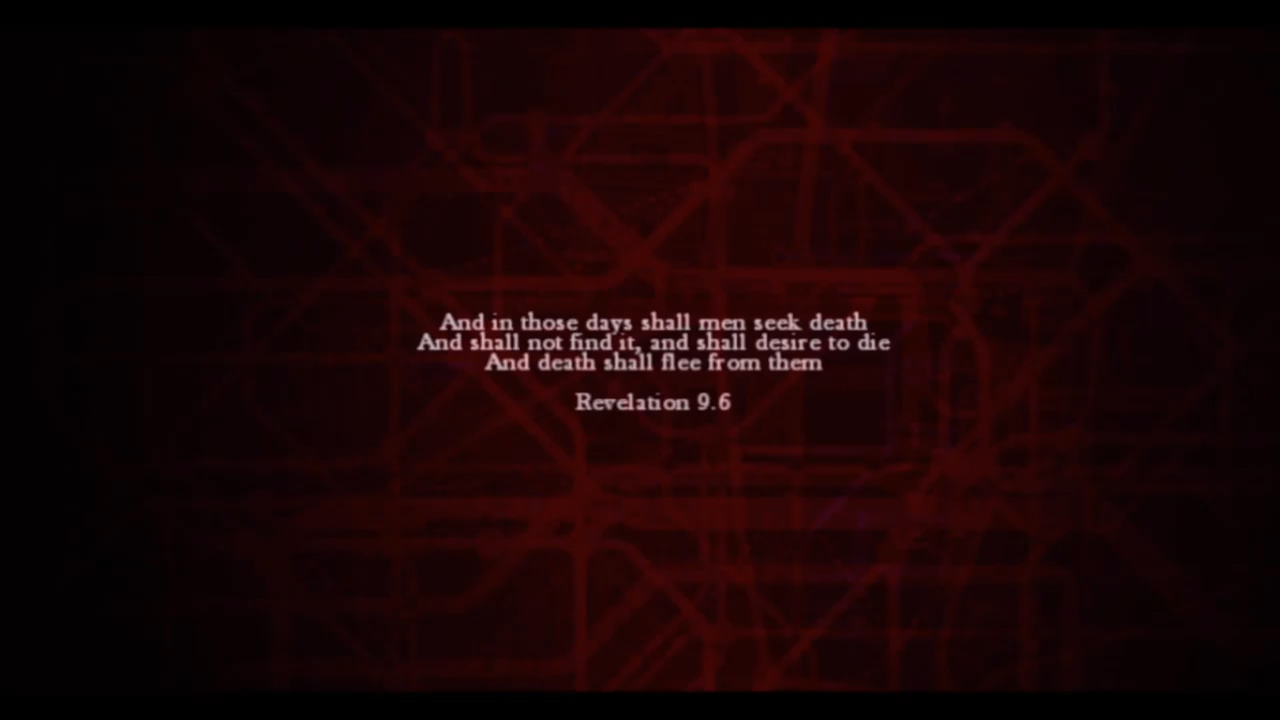 And in those days shall men seek death
And shall not find it, and shall desire to die
And death shall flee from them
Revelation 9.6